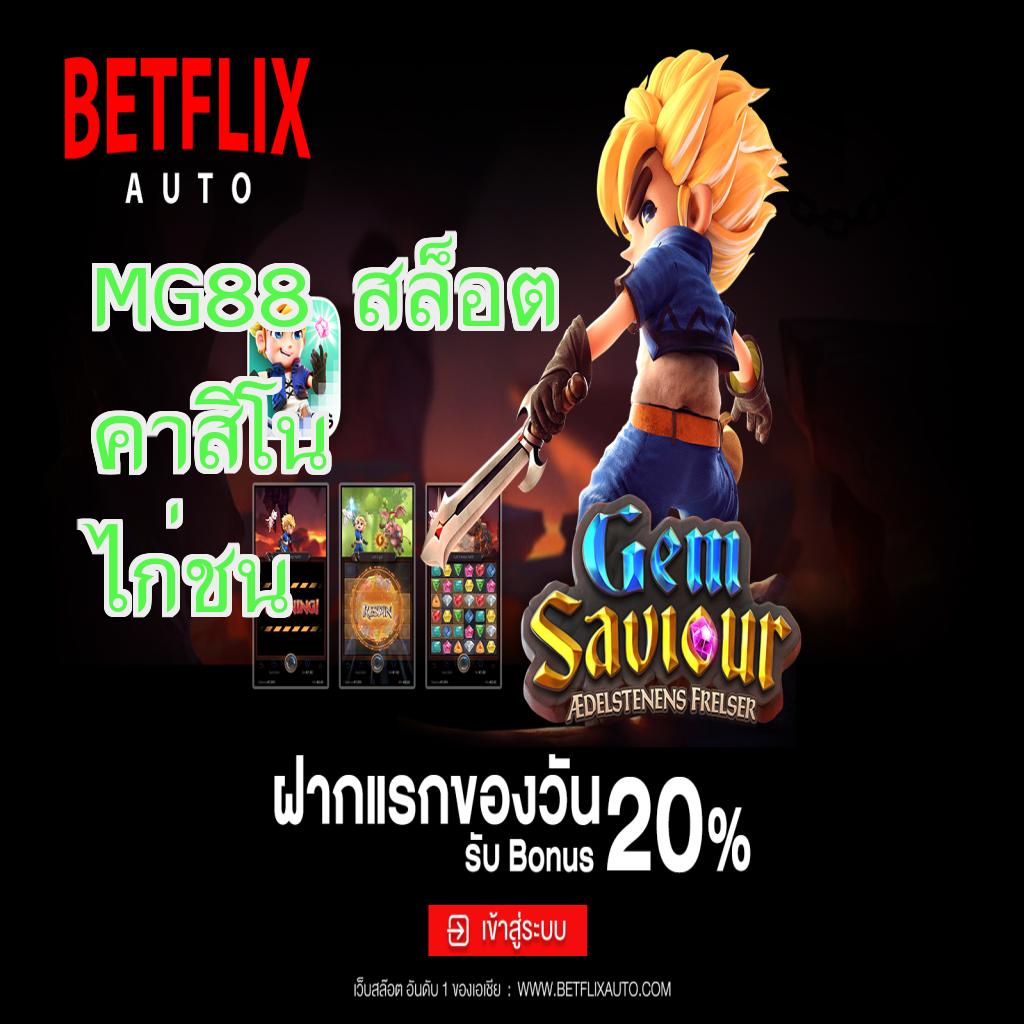 BETFLIX
AUTO
MG88 สล็อต
คาสิโน
ไก่ชน
Gem
Saviour
ÆDELSTENENS FRELSER
ฝากแรกของวัน
รับ Bonus 20%
เข้าสู่ระบบ
เว็บสล๊อต อันดับ 1 ของเอเชีย : WWW.BETFLIXAUTO.COM